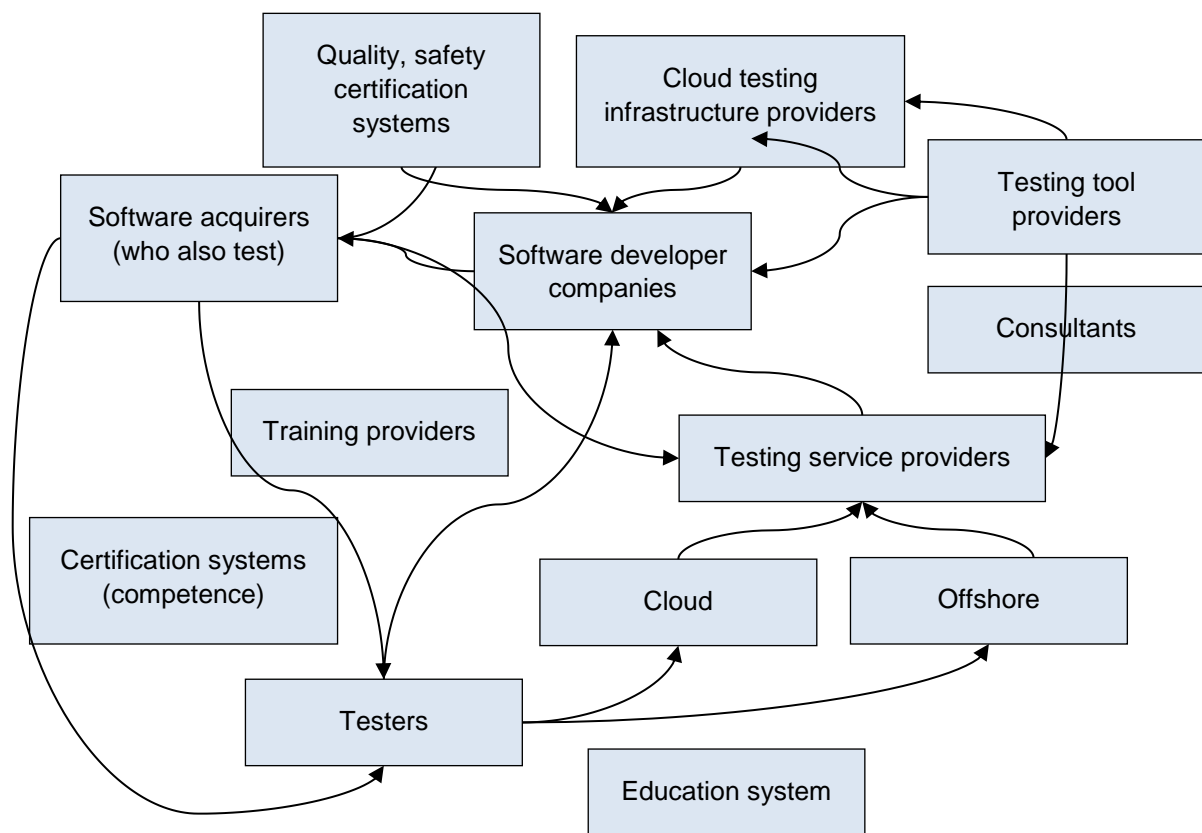 Quality, safety
certification
systems
Cloud testing
infrastructure providers
Testing tool
providers
Software acquirers
(who also test)
Software developer
companies
Consultants
Training providers
Testing service providers
Certification systems
(competence)
Cloud
Offshore
Testers
Education system